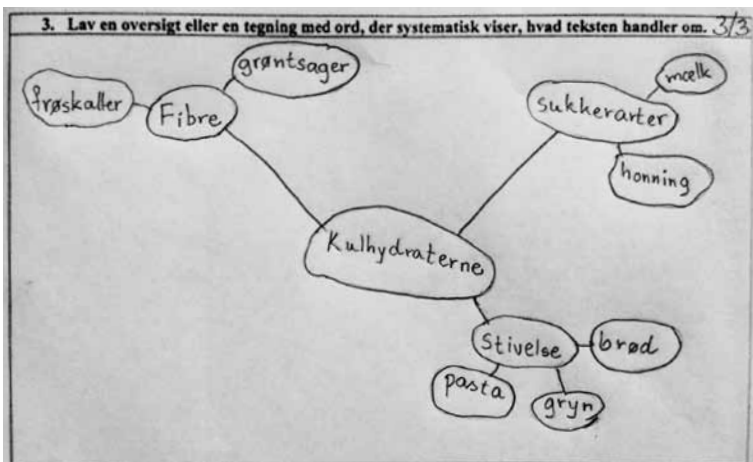 3. Lav en oversigt eller en tegning med ord, der systematisk viser, hvad teksten handler om. 3/3
grøntsager
frøskaller
Fibre
mælk
sukkerarter
honning
Kulhydraterne
Stivelse
brød
pasta
gryn